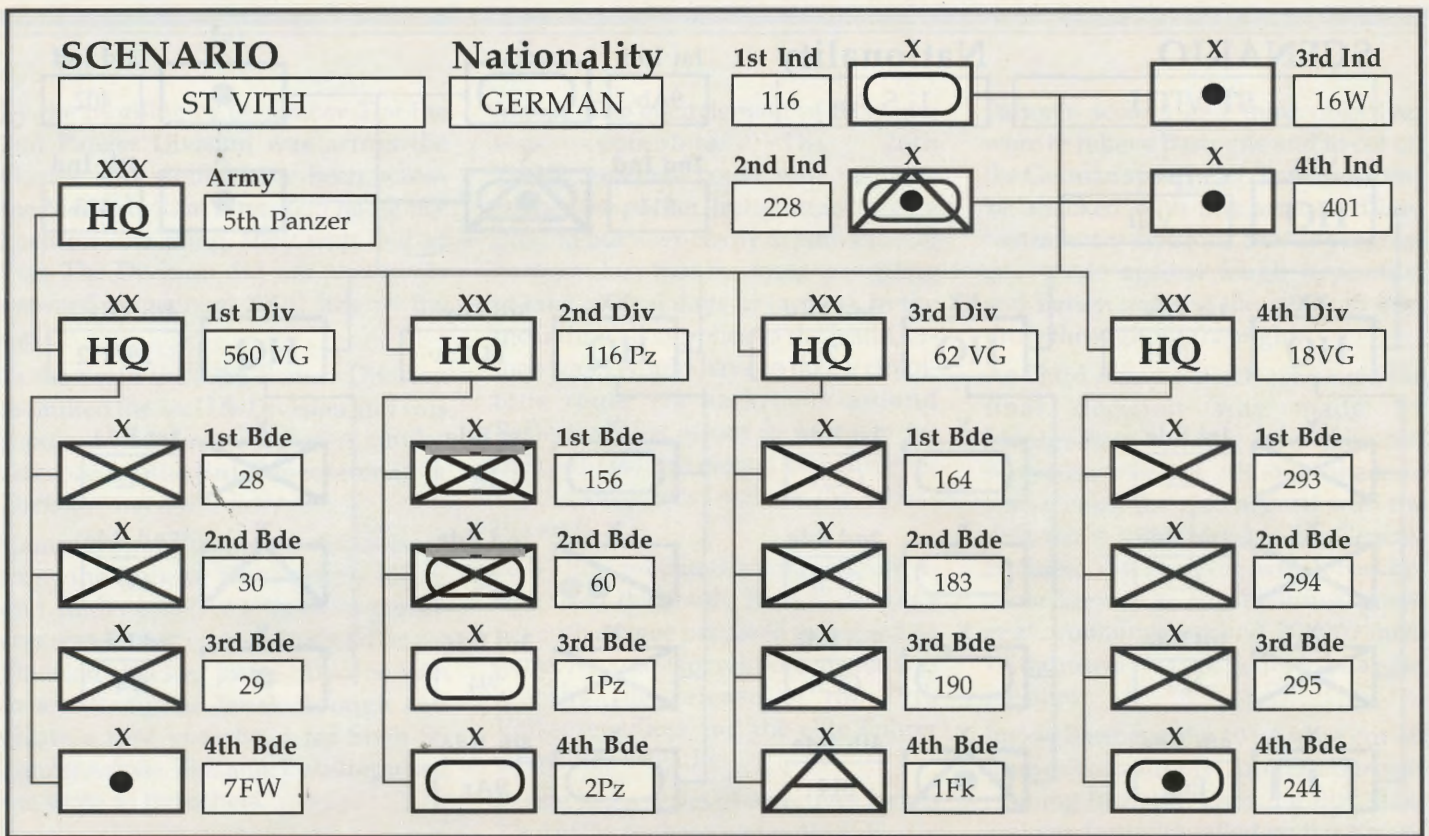 SCENARIO
ST VITH
Nationality
GERMAN
1st Ind
116
X
X
3rd Ind
16W
2nd Ind
228
X
X
4th Ind
401
XXX
HQ
Army
5th Panzer
XX
HQ
1st Div
560 VG
XX
HQ
2nd Div
116 Pz
XX
HQ
3rd Div
62 VG
XX
HQ
4th Div
18VG
X
1st Bde
28
X
1st Bde
156
X
1st Bde
164
X
1st Bde
293
X
2nd Bde
30
X
2nd Bde
60
X
2nd Bde
183
X
2nd Bde
294
X
3rd Bde
29
X
3rd Bde
1Pz
X
3rd Bde
190
X
3rd Bde
295
X
4th Bde
7FW
X
4th Bde
2Pz
X
4th Bde
1Fk
X
4th Bde
244